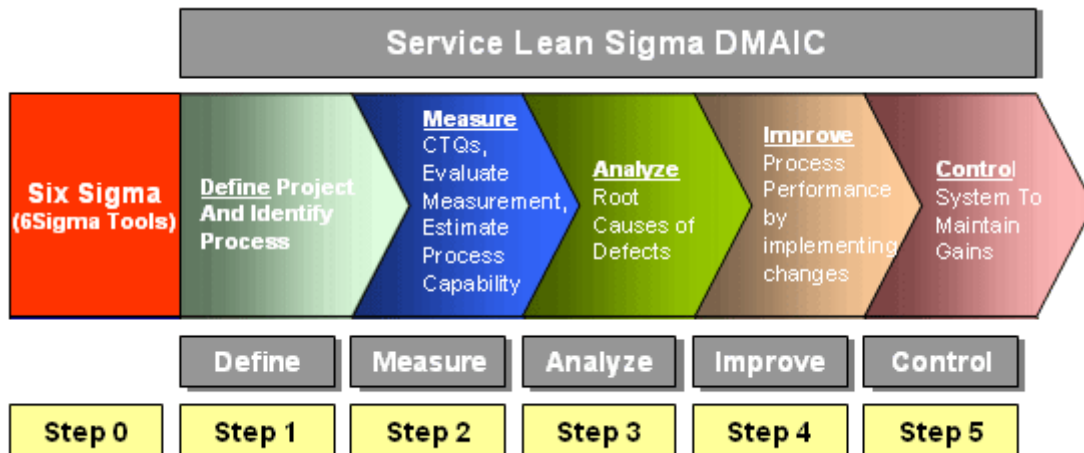 Service Lean Sigma DMAIC
Six Sigma
(6Sigma Tools)
Define Project
And Identify
Process
Measure
CTQs,
Evaluate
Measurement,
Estimate
Process
Capability
Analyze
Root
Causes of
Defects
Improve
Process
Performance
by
implementing
changes
Control
System To
Maintain
Gains
Define
Measure
Analyze
Improve
Control
Step 0
Step 1
Step 2
Step 3
Step 4
Step 5